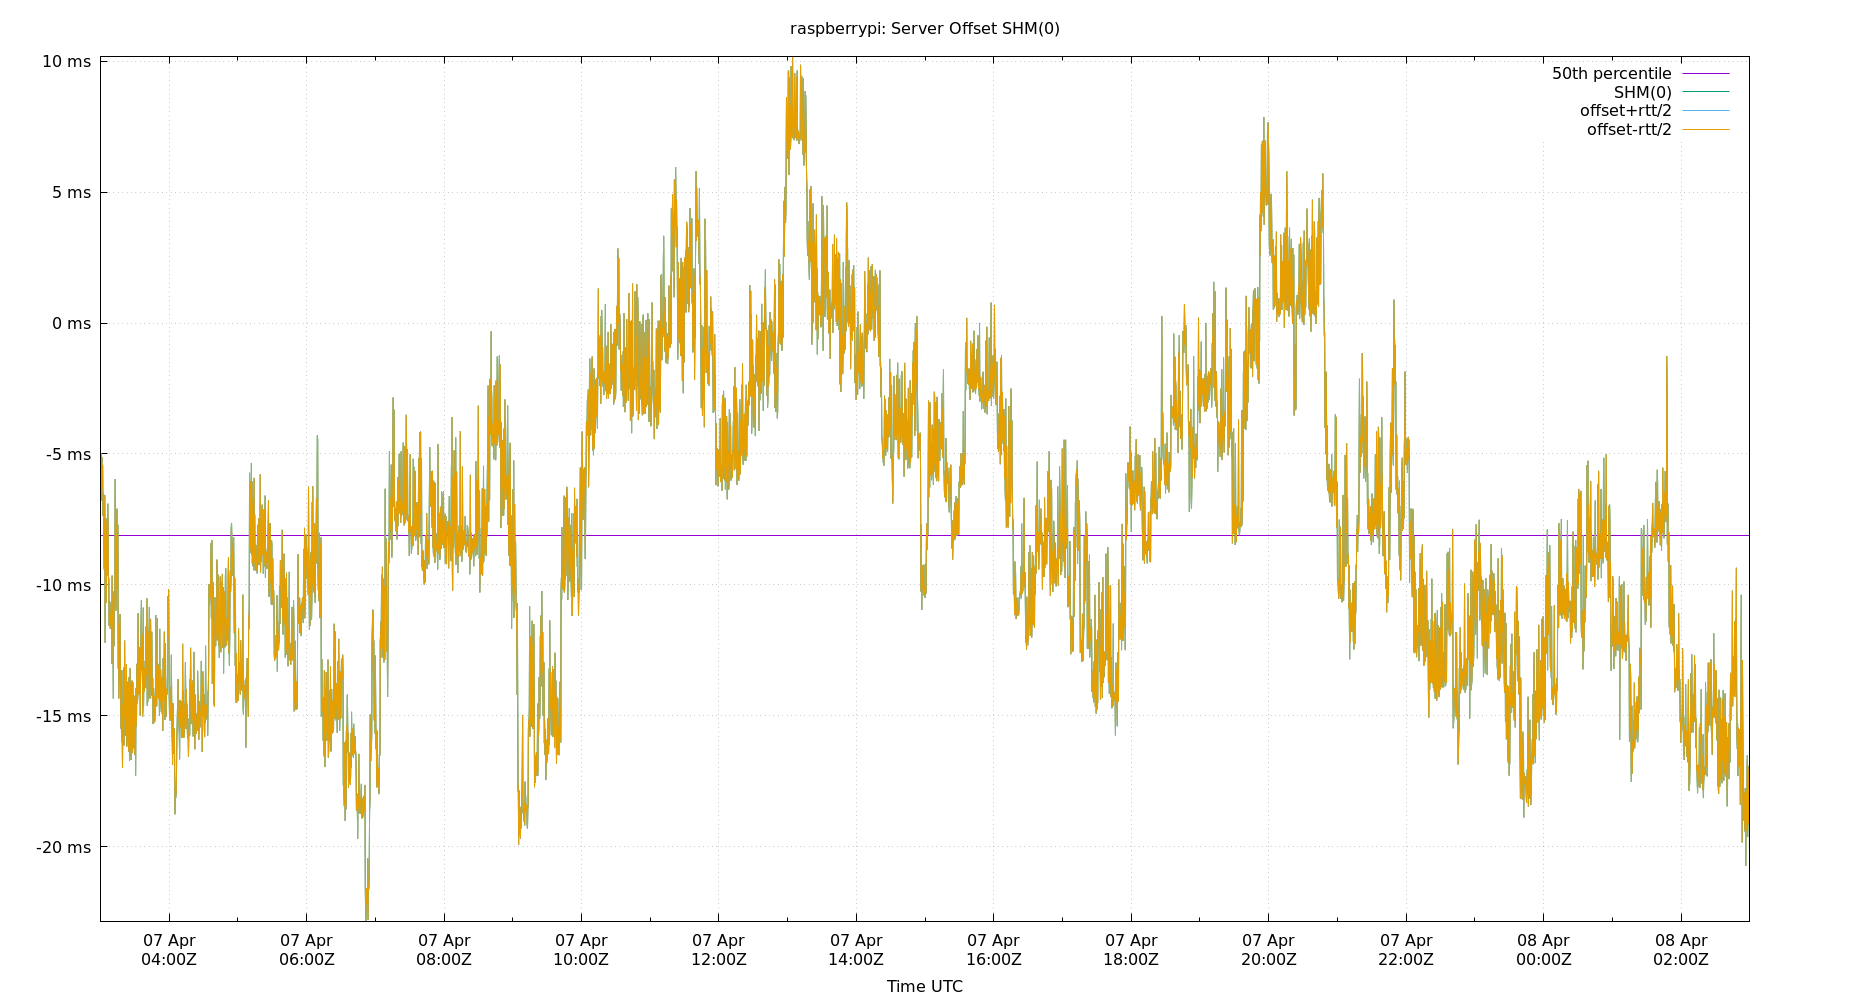 raspberrypi: Server Offset SHM(0)
10 ms
5 ms
0 ms
-5 ms
-10 ms
-15 ms
-20 ms
50th percentile
SHM(0)
offset+rtt/2
offset-rtt/2
07 Apr
04:00Z
07 Apr
06:00Z
07 Apr
08:00Z
07 Apr
10:00Z
07 Apr
12:00Z
07 Apr
14:00Z
07 Apr
16:00Z
07 Apr
18:00Z
07 Apr
20:00Z
07 Apr
22:00Z
08 Apr
00:00Z
08 Apr
02:00Z
Time UTC